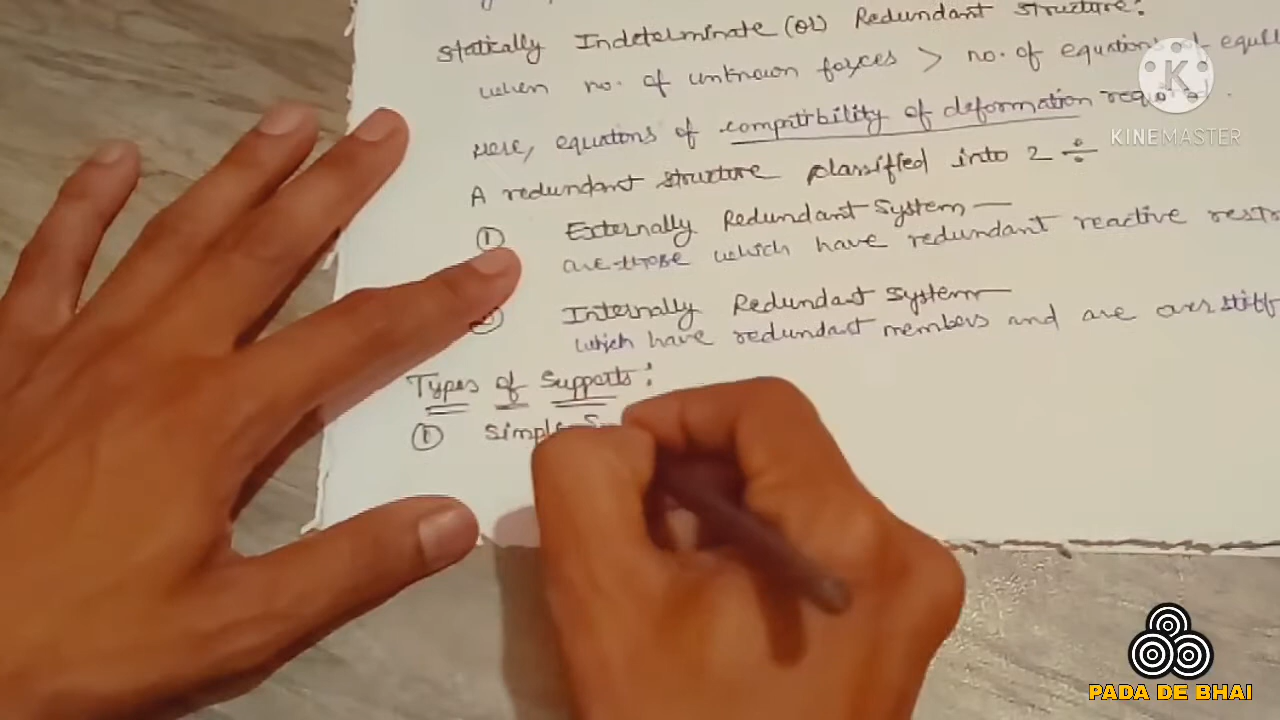 Statically Indeterminate (or) Redundant structure:
when no. of unknown forces > no. of equations of equil
Here, equations of compatibility of deformation required.
A redundant structure classified into 2 ÷
① Externally Redundant System —
are those which have redundant reactive restr
② Internally Redundant System —
which have redundant members and are over stiff
Types of Supports:
① Simple
K
KINEMASTER
PADA DE BHAI